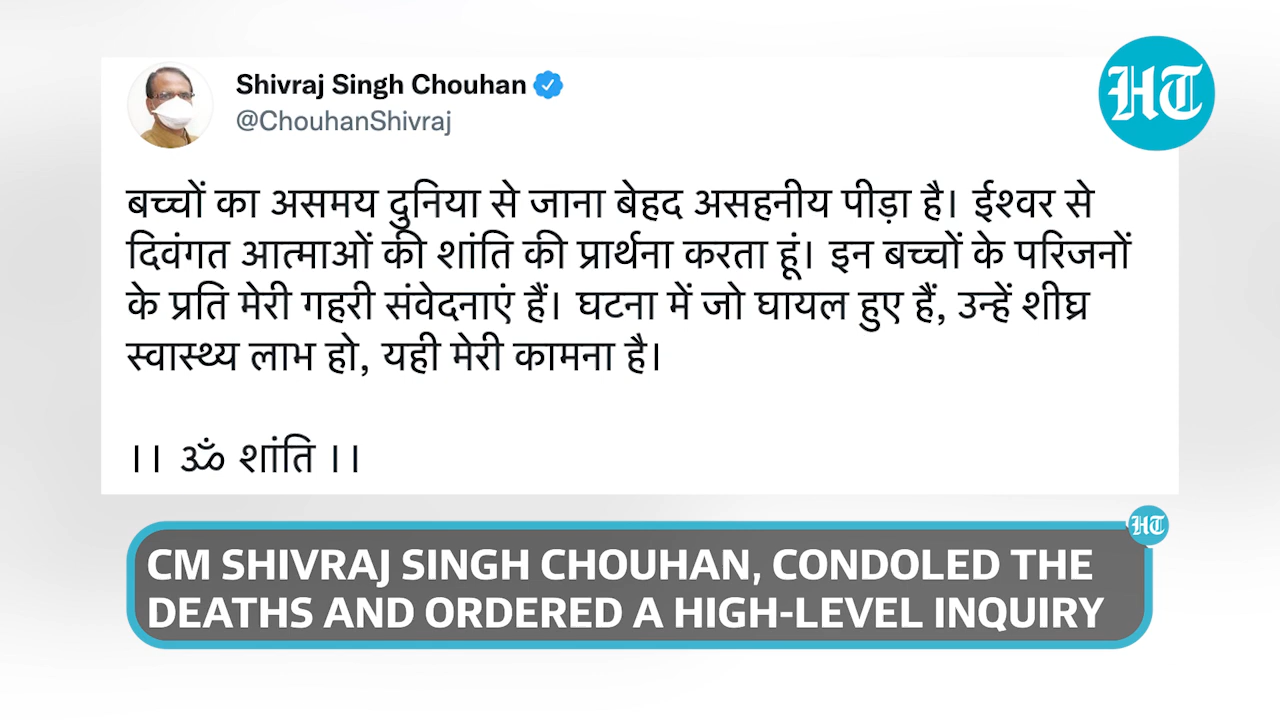 Shivraj Singh Chouhan
@ChouhanShivraj
HT
बच्चों का असमय दुनिया से जाना बेहद असहनीय पीड़ा है। ईश्वर से
दिवंगत आत्माओं की शांति की प्रार्थना करता हूं। इन बच्चों के परिजनों
के प्रति मेरी गहरी संवेदनाएं हैं। घटना में जो घायल हुए हैं, उन्हें शीघ्र
स्वास्थ्य लाभ हो, यही मेरी कामना है।
।। ॐ शांति ।।
HT
CM SHIVRAJ SINGH CHOUHAN, CONDOLED THE
DEATHS AND ORDERED A HIGH-LEVEL INQUIRY